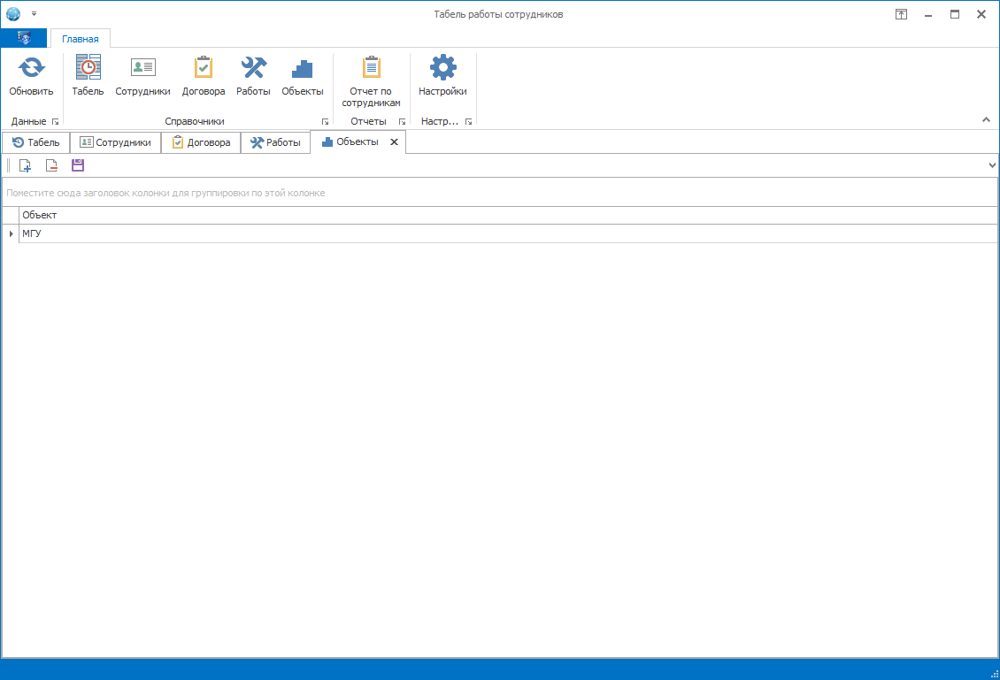 Табель работы сотрудников
Главная
Обновить
Табель
Сотрудники
Договора
Работы
Объекты
Отчет по
сотрудникам
Настройки
Данные
Справочники
Отчеты
Настр...
Табель
Сотрудники
Договора
Работы
Объекты
Поместите сюда заголовок колонки для группировки по этой колонке
Объект
МГУ